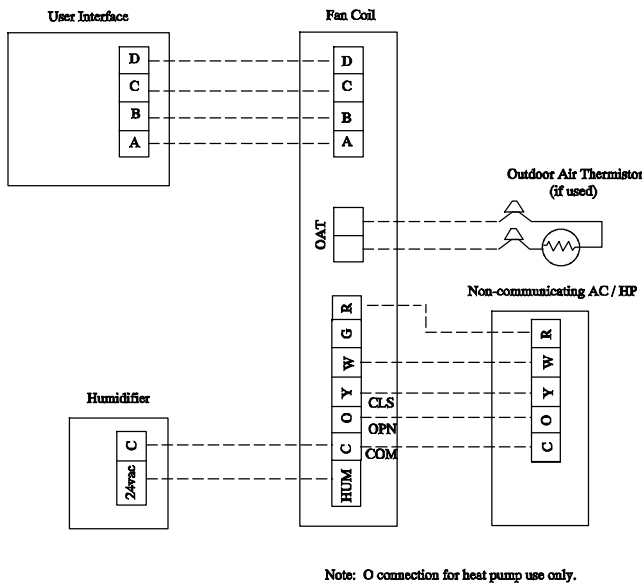 User Interface
Fan Coil
D
C
B
A
D
C
B
A
Outdoor Air Thermistor
(if used)
OAT
Non-communicating AC / HP
R
G
W
Y
O
C
HUM
CLS
OPN
COM
R
W
Y
O
C
Humidifier
C
24vac
Note: O connection for heat pump use only.